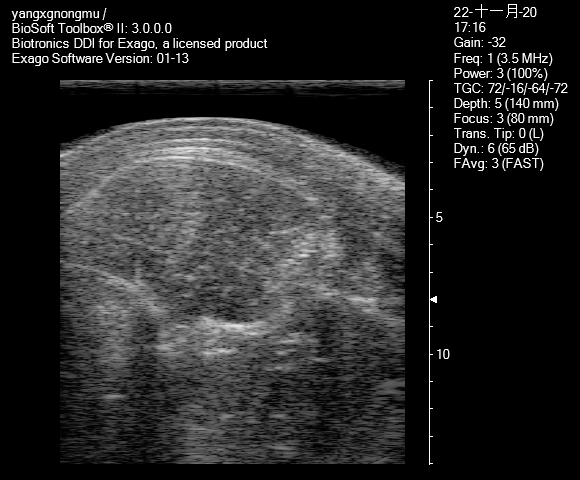 yangxgnongmu /
BioSoft Toolbox® II: 3.0.0.0
Biotronics DDI for Exago, a licensed product
Exago Software Version: 01-13
22-十一月-20
17:16
Gain: -32
Freq: 1 (3.5 MHz)
Power: 3 (100%)
TGC: 72/-16/-64/-72
Depth: 5 (140 mm)
Focus: 3 (80 mm)
Trans. Tip: 0 (L)
Dyn.: 6 (65 dB)
FAvg: 3 (FAST)
5
10